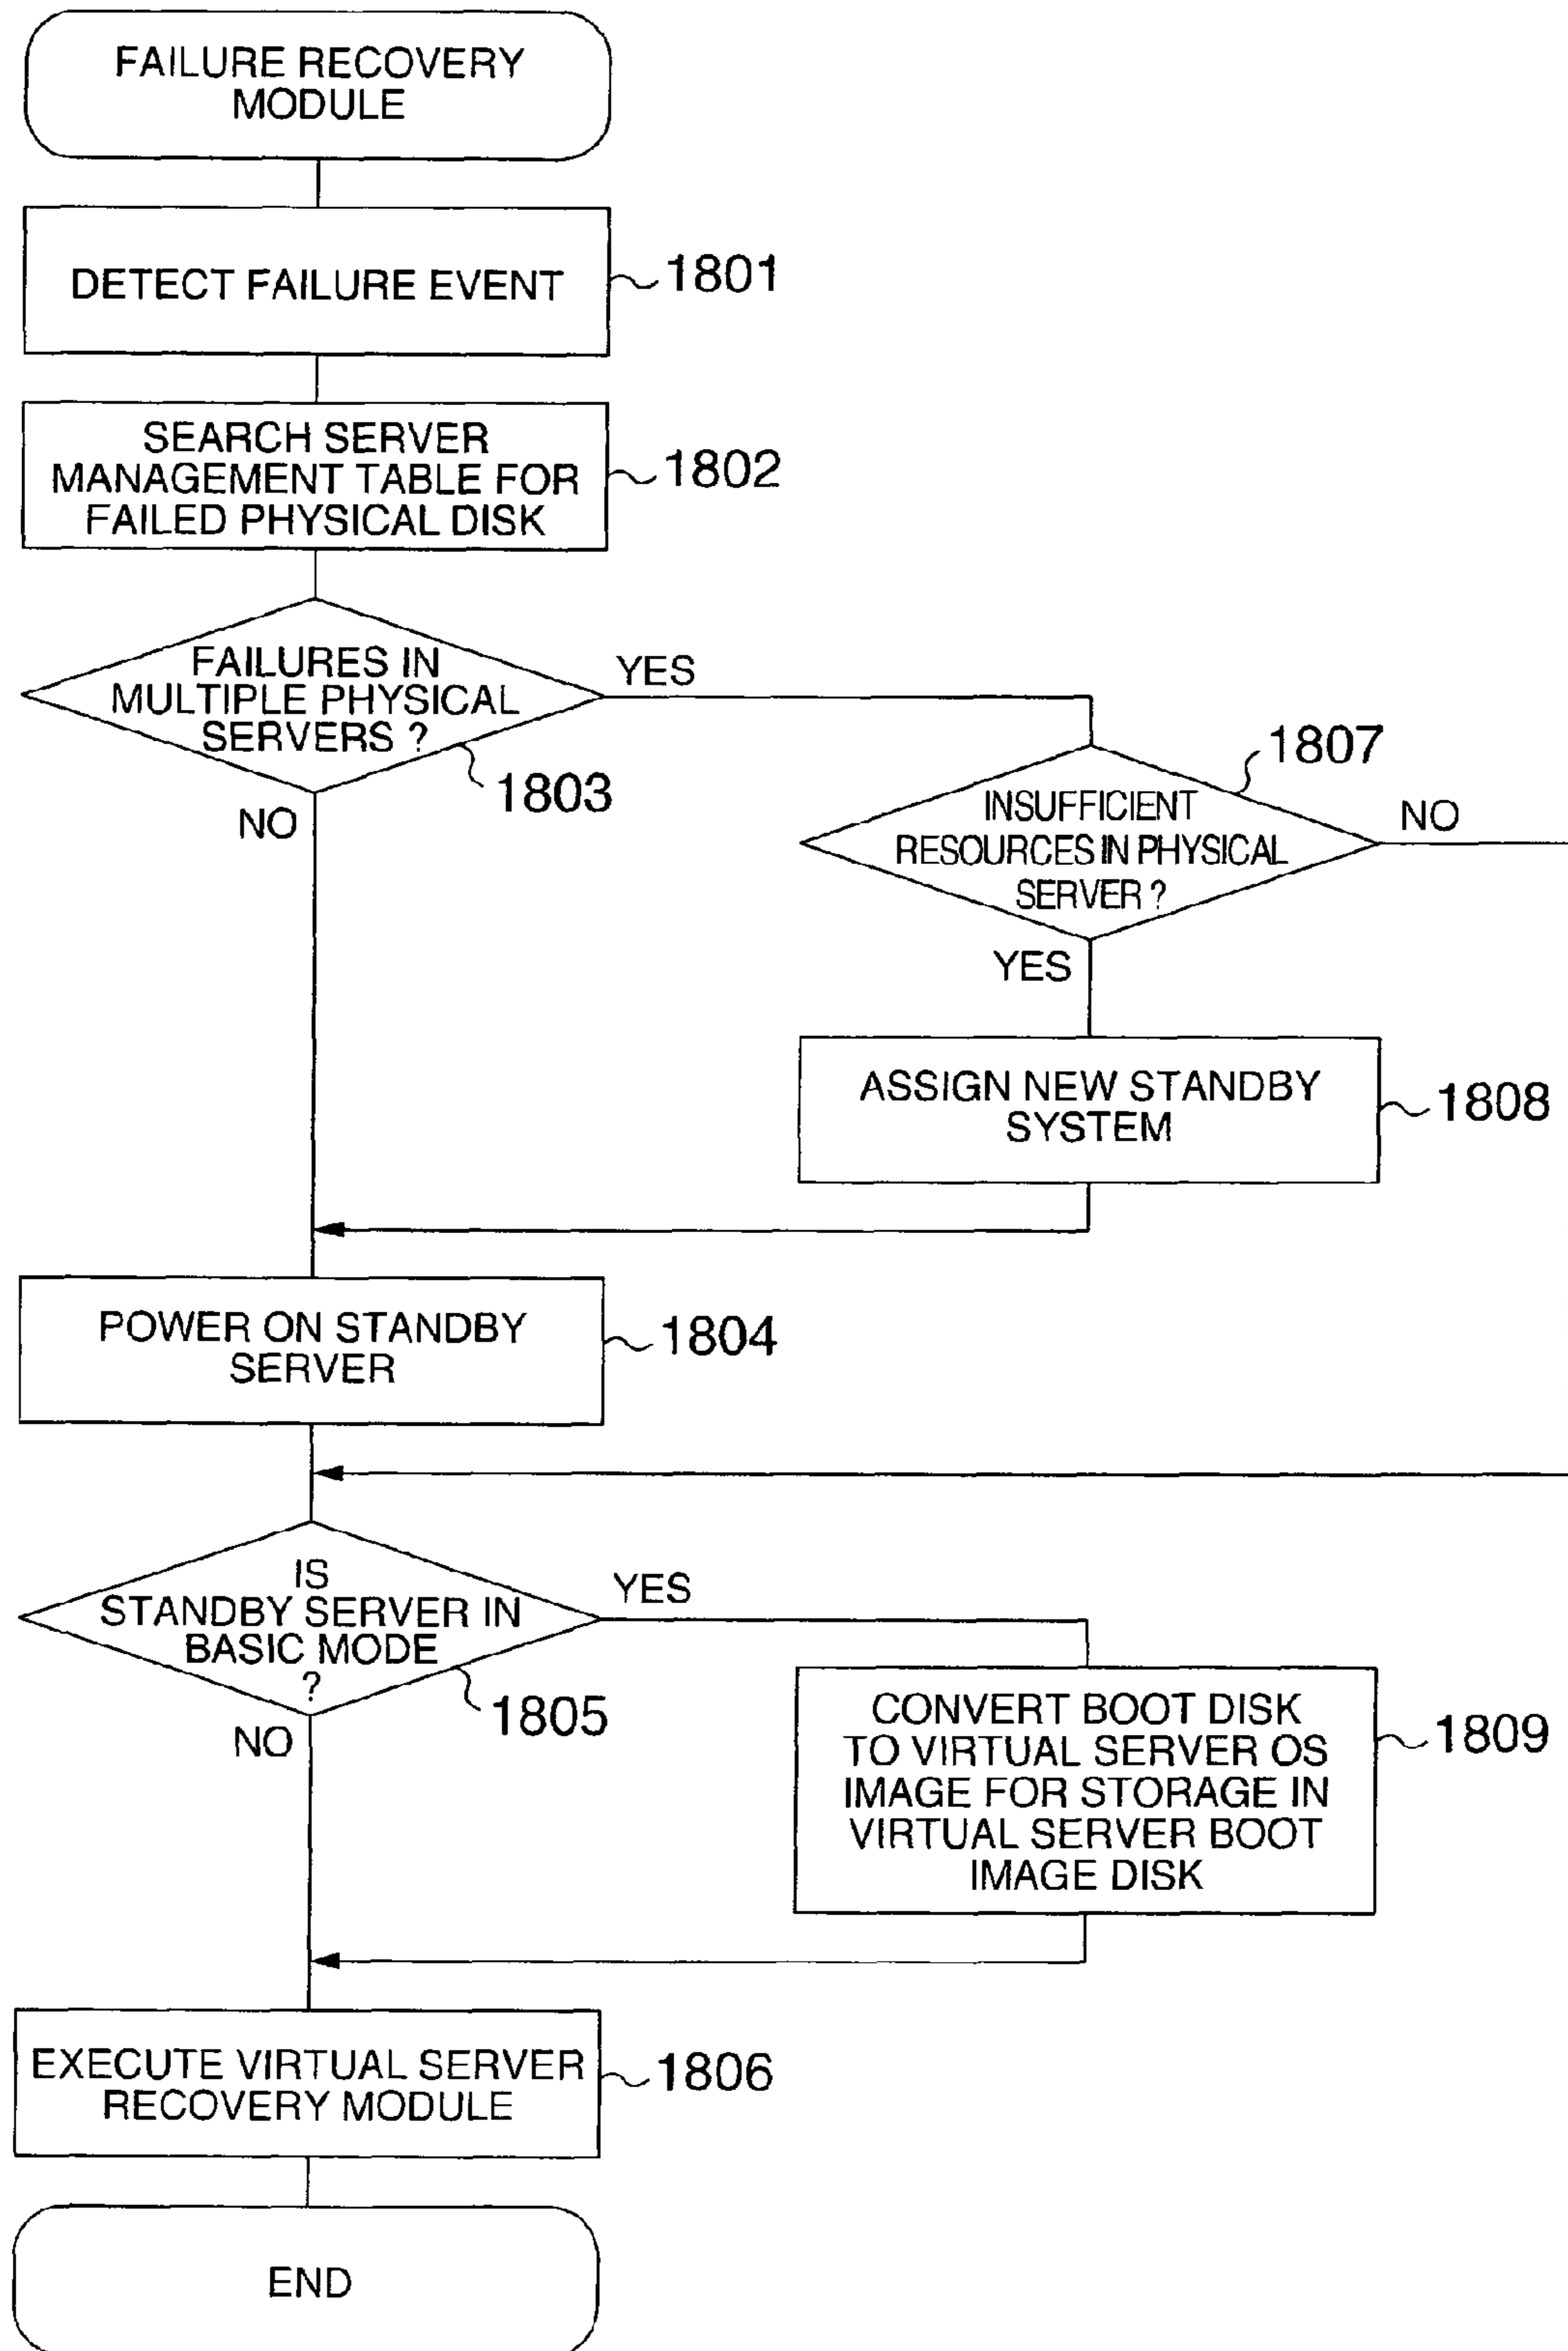 FAILURE RECOVERY
MODULE
DETECT FAILURE EVENT
1801
SEARCH SERVER
MANAGEMENT TABLE FOR
FAILED PHYSICAL DISK
1802
FAILURES IN
MULTIPLE PHYSICAL
SERVERS ?
YES
1803
NO
1807
INSUFFICIENT
RESOURCES IN PHYSICAL
SERVER ?
NO
YES
ASSIGN NEW STANDBY
SYSTEM
1808
POWER ON STANDBY
SERVER
1804
IS
STANDBY SERVER IN
BASIC MODE
?
YES
1805
NO
CONVERT BOOT DISK
TO VIRTUAL SERVER OS
IMAGE FOR STORAGE IN
VIRTUAL SERVER BOOT
IMAGE DISK
1809
EXECUTE VIRTUAL SERVER
RECOVERY MODULE
1806
END